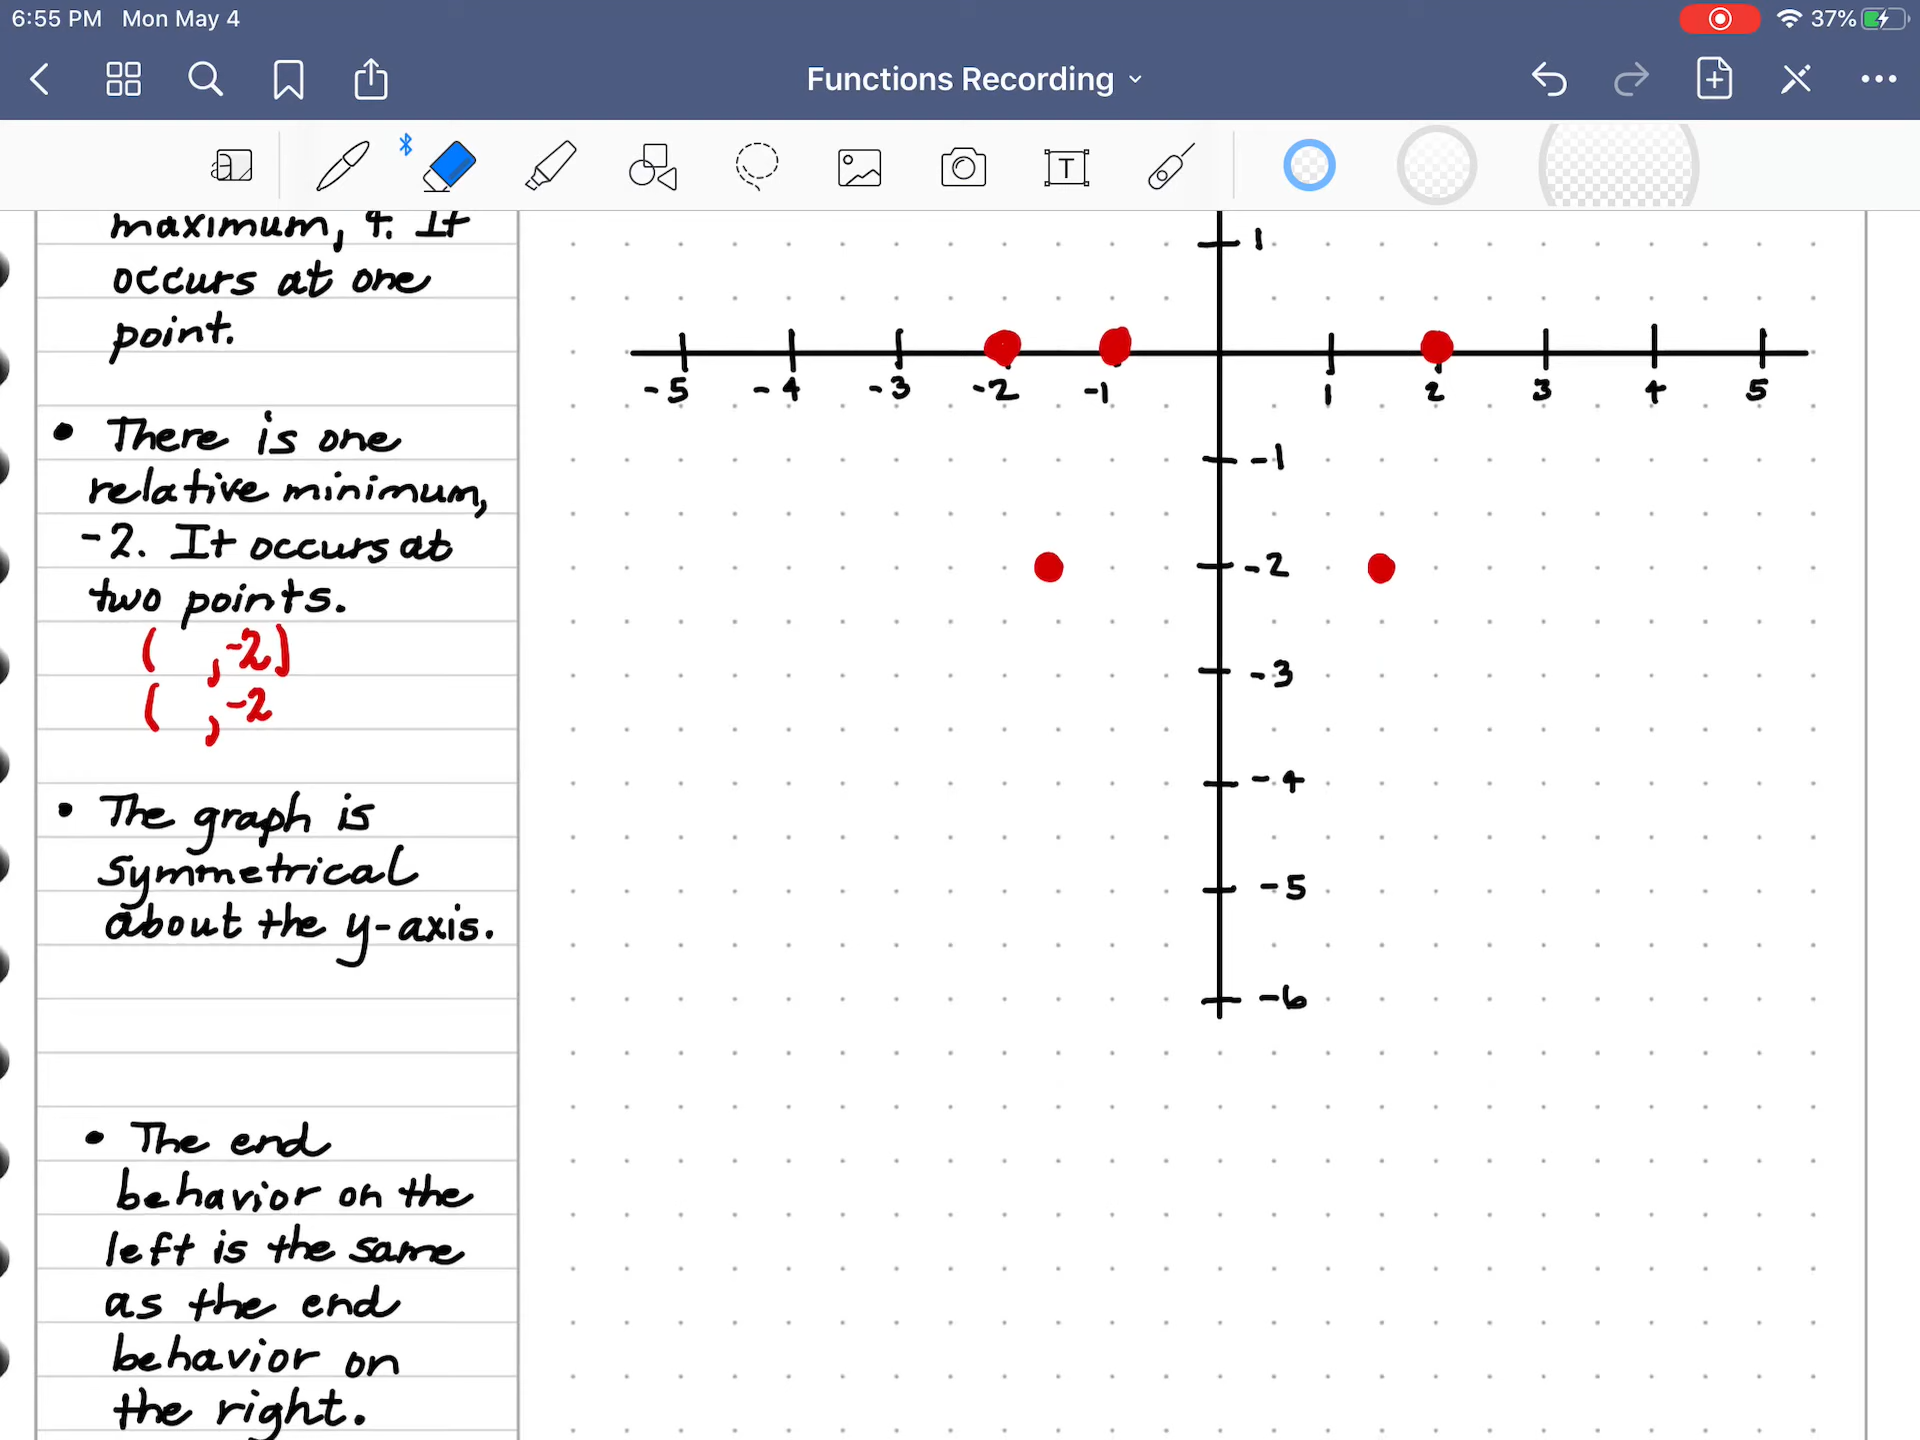 6:55 PM Mon May 4
37%
Functions Recording
T
maximum, 4. It
occurs at one
point.
• There is one
relative minimum,
-2. It occurs at
two points.
( , -2)
( , -2
• The graph is
symmetrical
about the y-axis.
• The end
behavior on the
left is the same
as the end
behavior on
the right.
1
-5 -4 -3 -2 -1 1 2 3 4 5
-1
-2
-3
-4
-5
-6